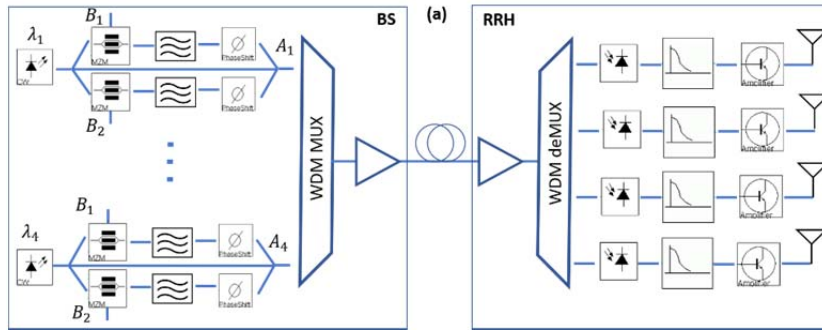 BS
(a)
RRH
B₁
λ₁
A₁
MZM
PhaseShift
CW
MZM
PhaseShift
B₂
WDM MUX
WDM deMUX
Amplifier
Amplifier
Amplifier
Amplifier
B₁
λ₄
A₄
MZM
PhaseShift
CW
MZM
PhaseShift
B₂